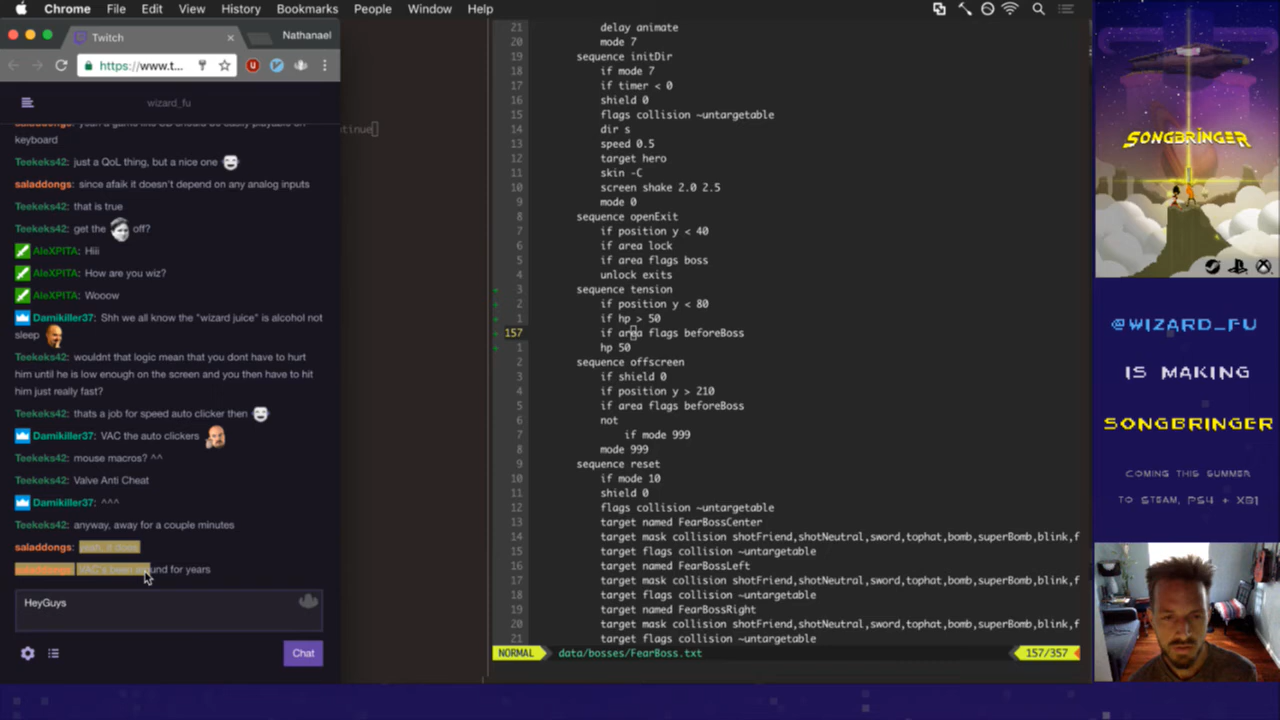 Chrome File Edit View History Bookmarks People Window Help
Twitch
Nathanael
https://www.t...
wizard_fu
keyboard
Teekeks42: just a QoL thing, but a nice one
saladdongs: since afaik it doesn't depend on any analog inputs
Teekeks42: that is true
Teekeks42: get the off?
AleXPITA: Hiii
AleXPITA: How are you wiz?
AleXPITA: Wooow
Damikiller37: Shh we all know the "wizard juice" is alcohol not
sleep
Teekeks42: wouldnt that logic mean that you dont have to hurt
him until he is low enough on the screen and you then have to hit
him just really fast?
Teekeks42: thats a job for speed auto clicker then
Damikiller37: VAC the auto clickers
Teekeks42: mouse macros? ^^
Teekeks42: Valve Anti Cheat
Damikiller37: ^^^
Teekeks42: anyway, away for a couple minutes
saladdongs: yeah, it does
saladdongs: VAC's been around for years
HeyGuys
Chat
tinue
21 delay animate
20 mode 7
19 sequence initDir
18 if mode 7
17 if timer < 0
16 shield 0
15 flags collision ~untargetable
14 dir s
13 speed 0.5
12 target hero
11 skin -C
10 screen shake 2.0 2.5
9 mode 0
8 sequence openExit
7 if position y < 40
6 if area lock
5 if area flags boss
4 unlock exits
3 sequence tension
2 if position y < 80
1 if hp > 50
157 if area flags beforeBoss
1 hp 50
2 sequence offscreen
3 if shield 0
4 if position y > 210
5 if area flags beforeBoss
6 not
7 if mode 999
8 mode 999
9 sequence reset
10 if mode 10
11 shield 0
12 flags collision ~untargetable
13 target named FearBossCenter
14 target mask collision shotFriend,shotNeutral,sword,tophat,bomb,superBomb,blink,f
15 target flags collision ~untargetable
16 target named FearBossLeft
17 target mask collision shotFriend,shotNeutral,sword,tophat,bomb,superBomb,blink,f
18 target flags collision ~untargetable
19 target named FearBossRight
20 target mask collision shotFriend,shotNeutral,sword,tophat,bomb,superBomb,blink,f
21 target flags collision ~untargetable
NORMAL data/bosses/FearBoss.txt 157/357
SONGBRINGER
@WIZARD_FU
IS MAKING
SONGBRINGER
COMING THIS SUMMER
TO STEAM, PS4 + XB1